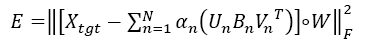 E = ‖[X_tgt − ∑_{n=1}^{N} α_n(U_n B_n V_n^T)]∘W‖_F^2